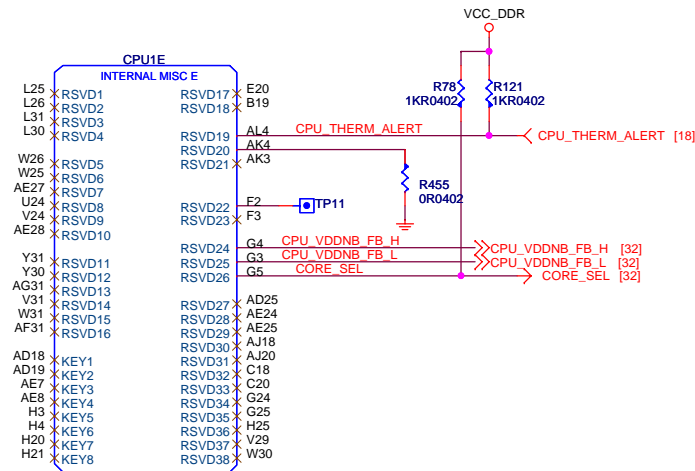 VCC_DDR
CPU1E
INTERNAL MISC E
L25 RSVD1 RSVD17 E20
L26 RSVD2 RSVD18 B19
L31 RSVD3
L30 RSVD4 RSVD19 AL4 CPU_THERM_ALERT CPU_THERM_ALERT [18]
RSVD20 AK4
W26 RSVD5 RSVD21 AK3
W25 RSVD6
AE27 RSVD7
U24 RSVD8 RSVD22 F2 TP11
V24 RSVD9 RSVD23 F3
AE28 RSVD10
RSVD24 G4 CPU_VDDNB_FB_H CPU_VDDNB_FB_H [32]
Y31 RSVD11 RSVD25 G3 CPU_VDDNB_FB_L CPU_VDDNB_FB_L [32]
Y30 RSVD12 RSVD26 G5 CORE_SEL CORE_SEL [32]
AG31 RSVD13
V31 RSVD14 RSVD27 AD25
W31 RSVD15 RSVD28 AE24
AF31 RSVD16 RSVD29 AE25
RSVD30 AJ18
AD18 KEY1 RSVD31 AJ20
AD19 KEY2 RSVD32 C18
AE7 KEY3 RSVD33 C20
AE8 KEY4 RSVD34 G24
H3 KEY5 RSVD35 G25
H4 KEY6 RSVD36 H25
H20 KEY7 RSVD37 V29
H21 KEY8 RSVD38 W30
R78
1KR0402
R121
1KR0402
R455
0R0402